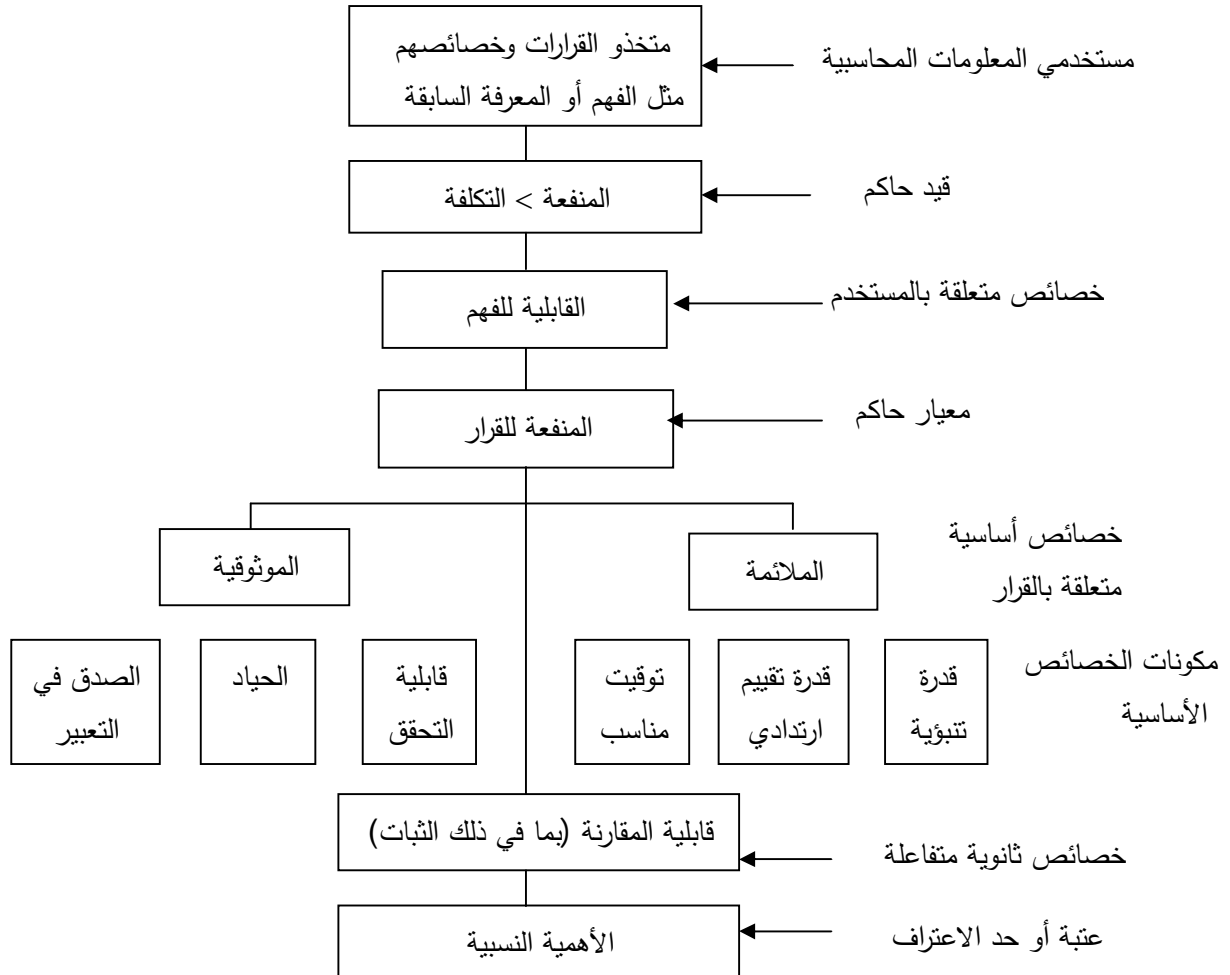 متخذو القرارات وخصائصهم
مثل الفهم أو المعرفة السابقة
مستخدمي المعلومات المحاسبية
المنفعة > التكلفة
قيد حاكم
القابلية للفهم
خصائص متعلقة بالمستخدم
المنفعة للقرار
معيار حاكم
خصائص أساسية
متعلقة بالقرار
الملائمة
الموثوقية
مكونات الخصائص
الأساسية
قدرة
تنبؤية
قدرة تقييم
ارتدادي
توقيت
مناسب
قابلية
التحقق
الحياد
الصدق في
التعبير
قابلية المقارنة (بما في ذلك الثبات)
خصائص ثانوية متفاعلة
الأهمية النسبية
عتبة أو حد الاعتراف